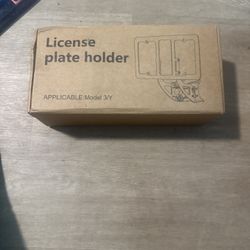 License
plate holder
APPLICABLE:Model 3/Y